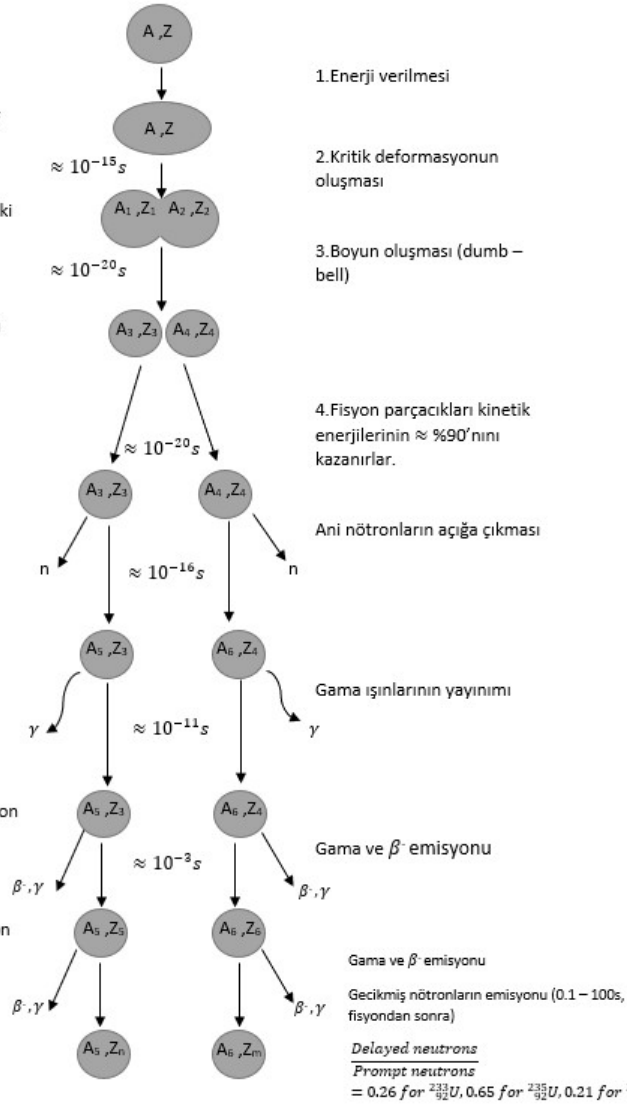 A ,Z
1.Enerji verilmesi
A ,Z
≈ 10⁻¹⁵s
2.Kritik deformasyonun
oluşması
A₁ ,Z₁ A₂ ,Z₂
ki
≈ 10⁻²⁰s
3.Boyun oluşması (dumb –
bell)
A₃ ,Z₃ A₄ ,Z₄
4.Fisyon parçacıkları kinetik
enerjilerinin ≈ %90′nını
kazanırlar.
≈ 10⁻²⁰s
A₃ ,Z₃ A₄ ,Z₄
Ani nötronların açığa çıkması
n ≈ 10⁻¹⁶s n
A₅ ,Z₃ A₆ ,Z₄
Gama ışınlarının yayınımı
γ ≈ 10⁻¹¹s γ
on
A₅ ,Z₃ A₆ ,Z₄
Gama ve β⁻ emisyonu
≈ 10⁻³s
β⁻,γ β⁻,γ
A₅ ,Z₅ A₆ ,Z₆
Gama ve β⁻ emisyonu
β⁻,γ β⁻,γ
Gecikmiş nötronların emisyonu (0.1 – 100s,
fisyondan sonra)
A₅ ,Zₙ A₆ ,Zₘ
Delayed neutrons
Prompt neutrons
= 0.26 for ²³³₉₂U, 0.65 for ²³⁵₉₂U, 0.21 for